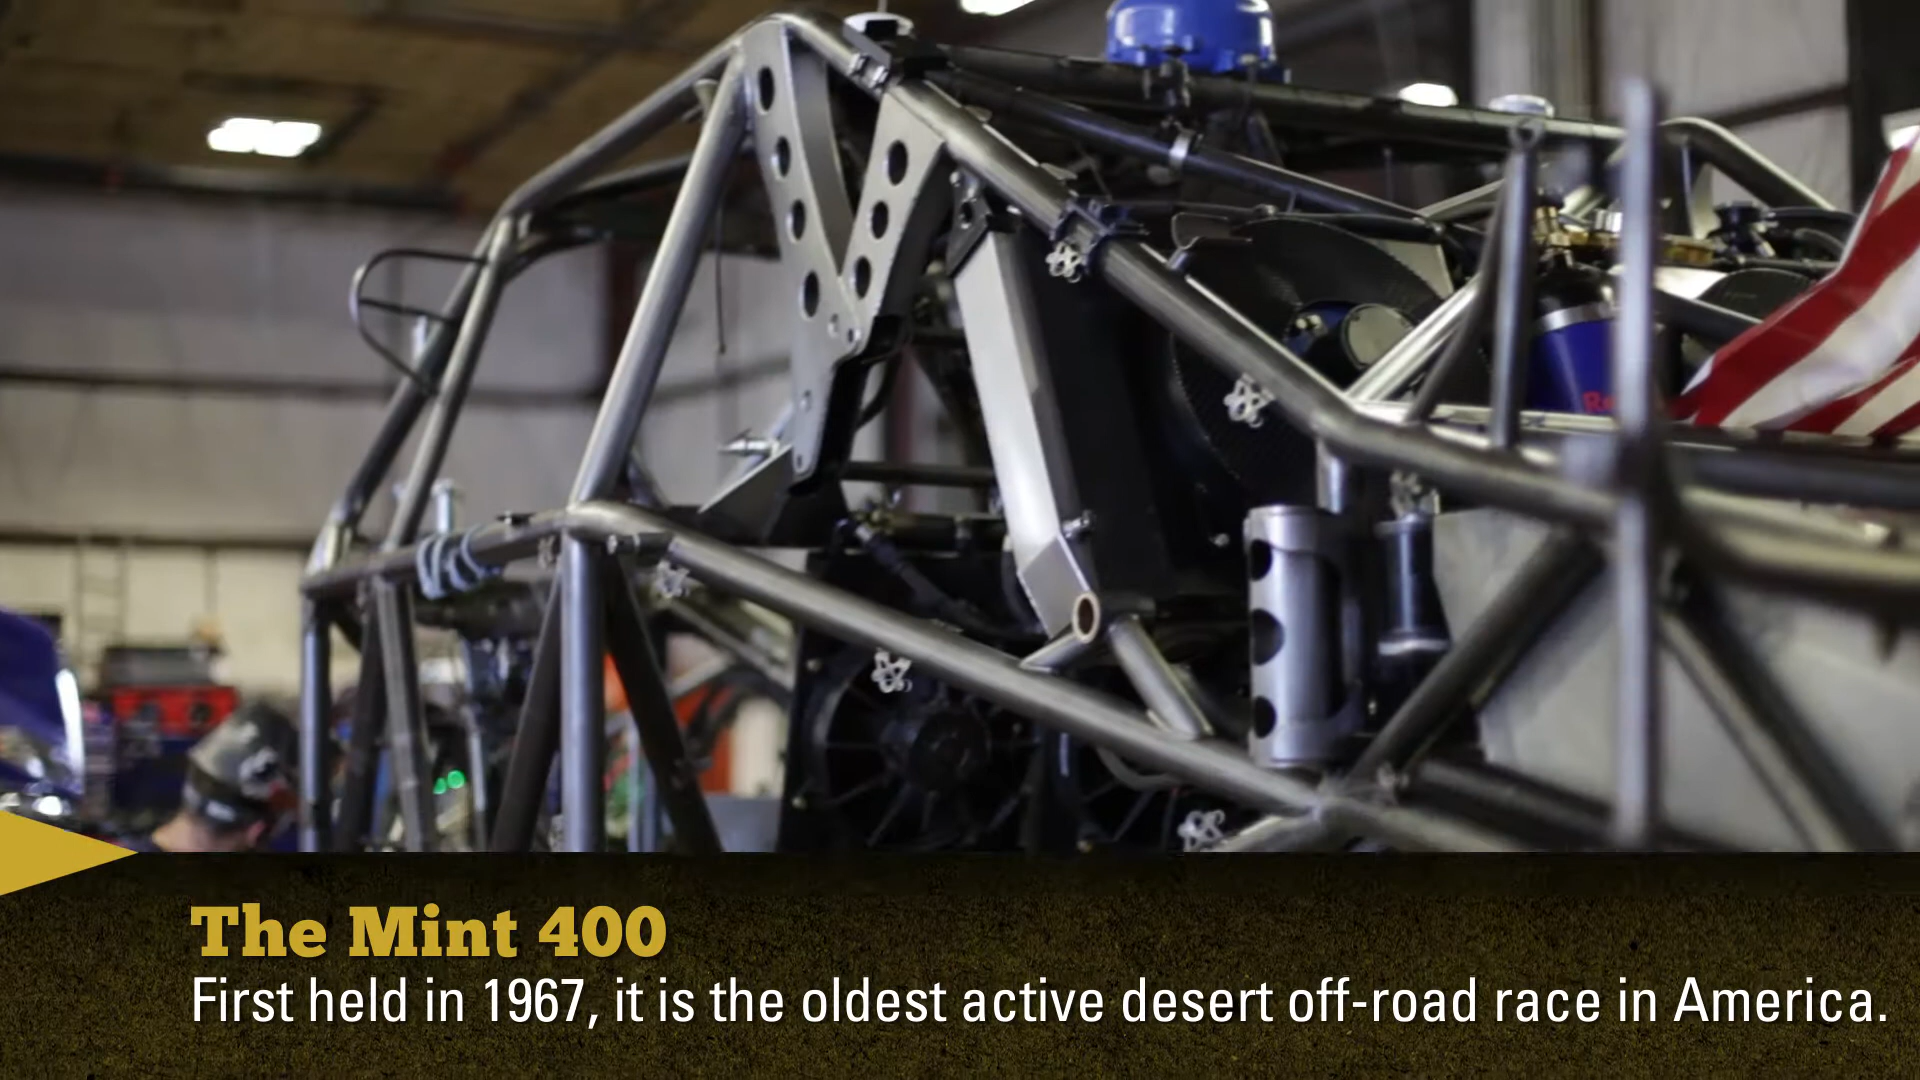 The Mint 400
First held in 1967, it is the oldest active desert off-road race in America.